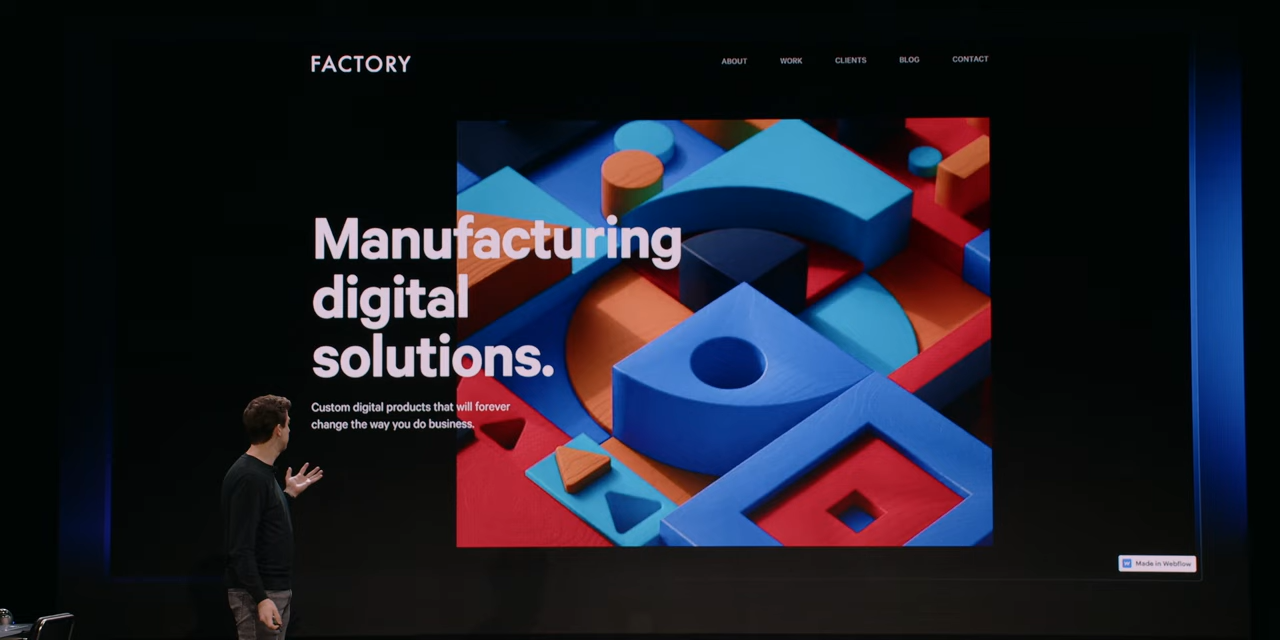 FACTORY
ABOUT WORK CLIENTS BLOG CONTACT
Manufacturing
digital
solutions.
Custom digital products that will forever
change the way you do business.
Made in Webflow